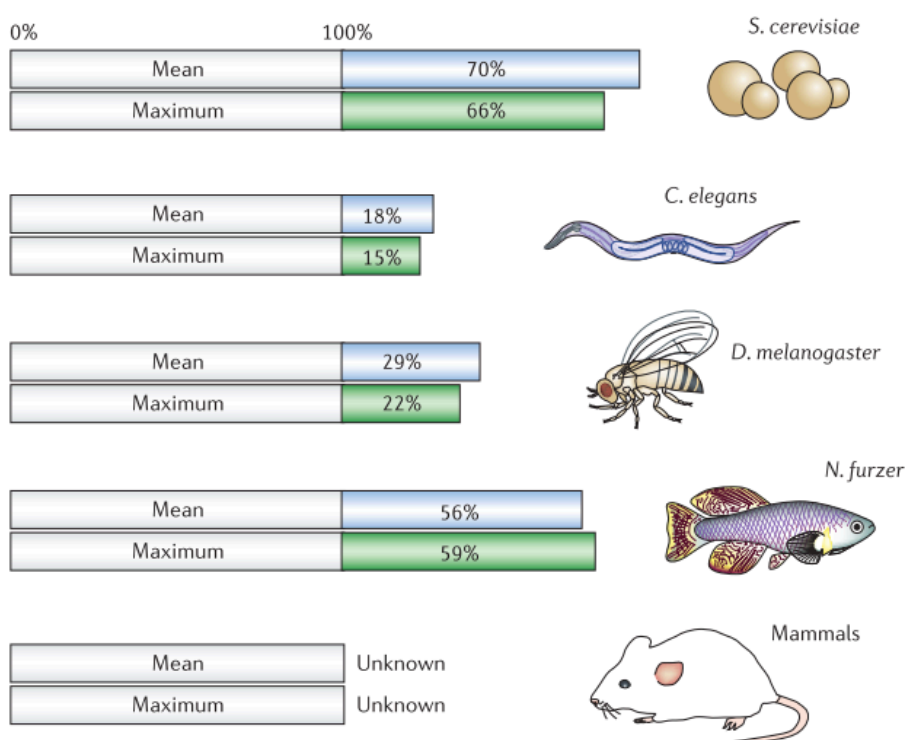 0% 100%
S. cerevisiae
Mean 70%
Maximum 66%
C. elegans
Mean 18%
Maximum 15%
D. melanogaster
Mean 29%
Maximum 22%
N. furzer
Mean 56%
Maximum 59%
Mammals
Mean Unknown
Maximum Unknown